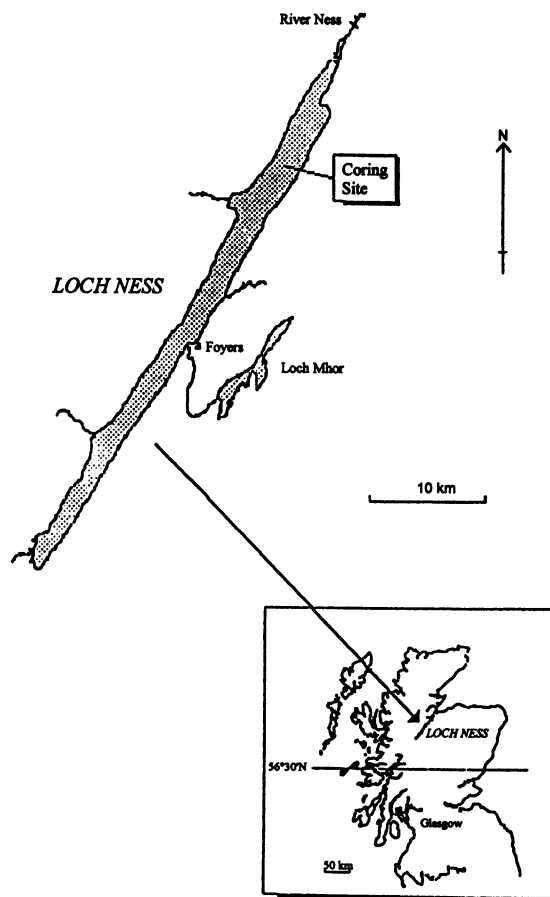 River Ness
N
Coring
Site
LOCH NESS
Foyers
Loch Mhor
10 km
LOCH NESS
56°30'N
Glasgow
50 km